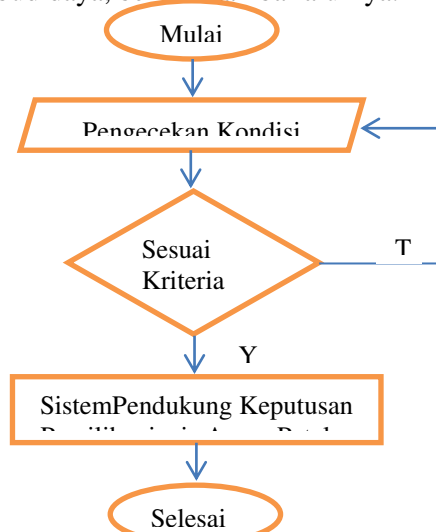 Mulai
Pengecekan Kondisi
Sesuai
Kriteria
T
Y
SistemPendukung Keputusan
Selesai